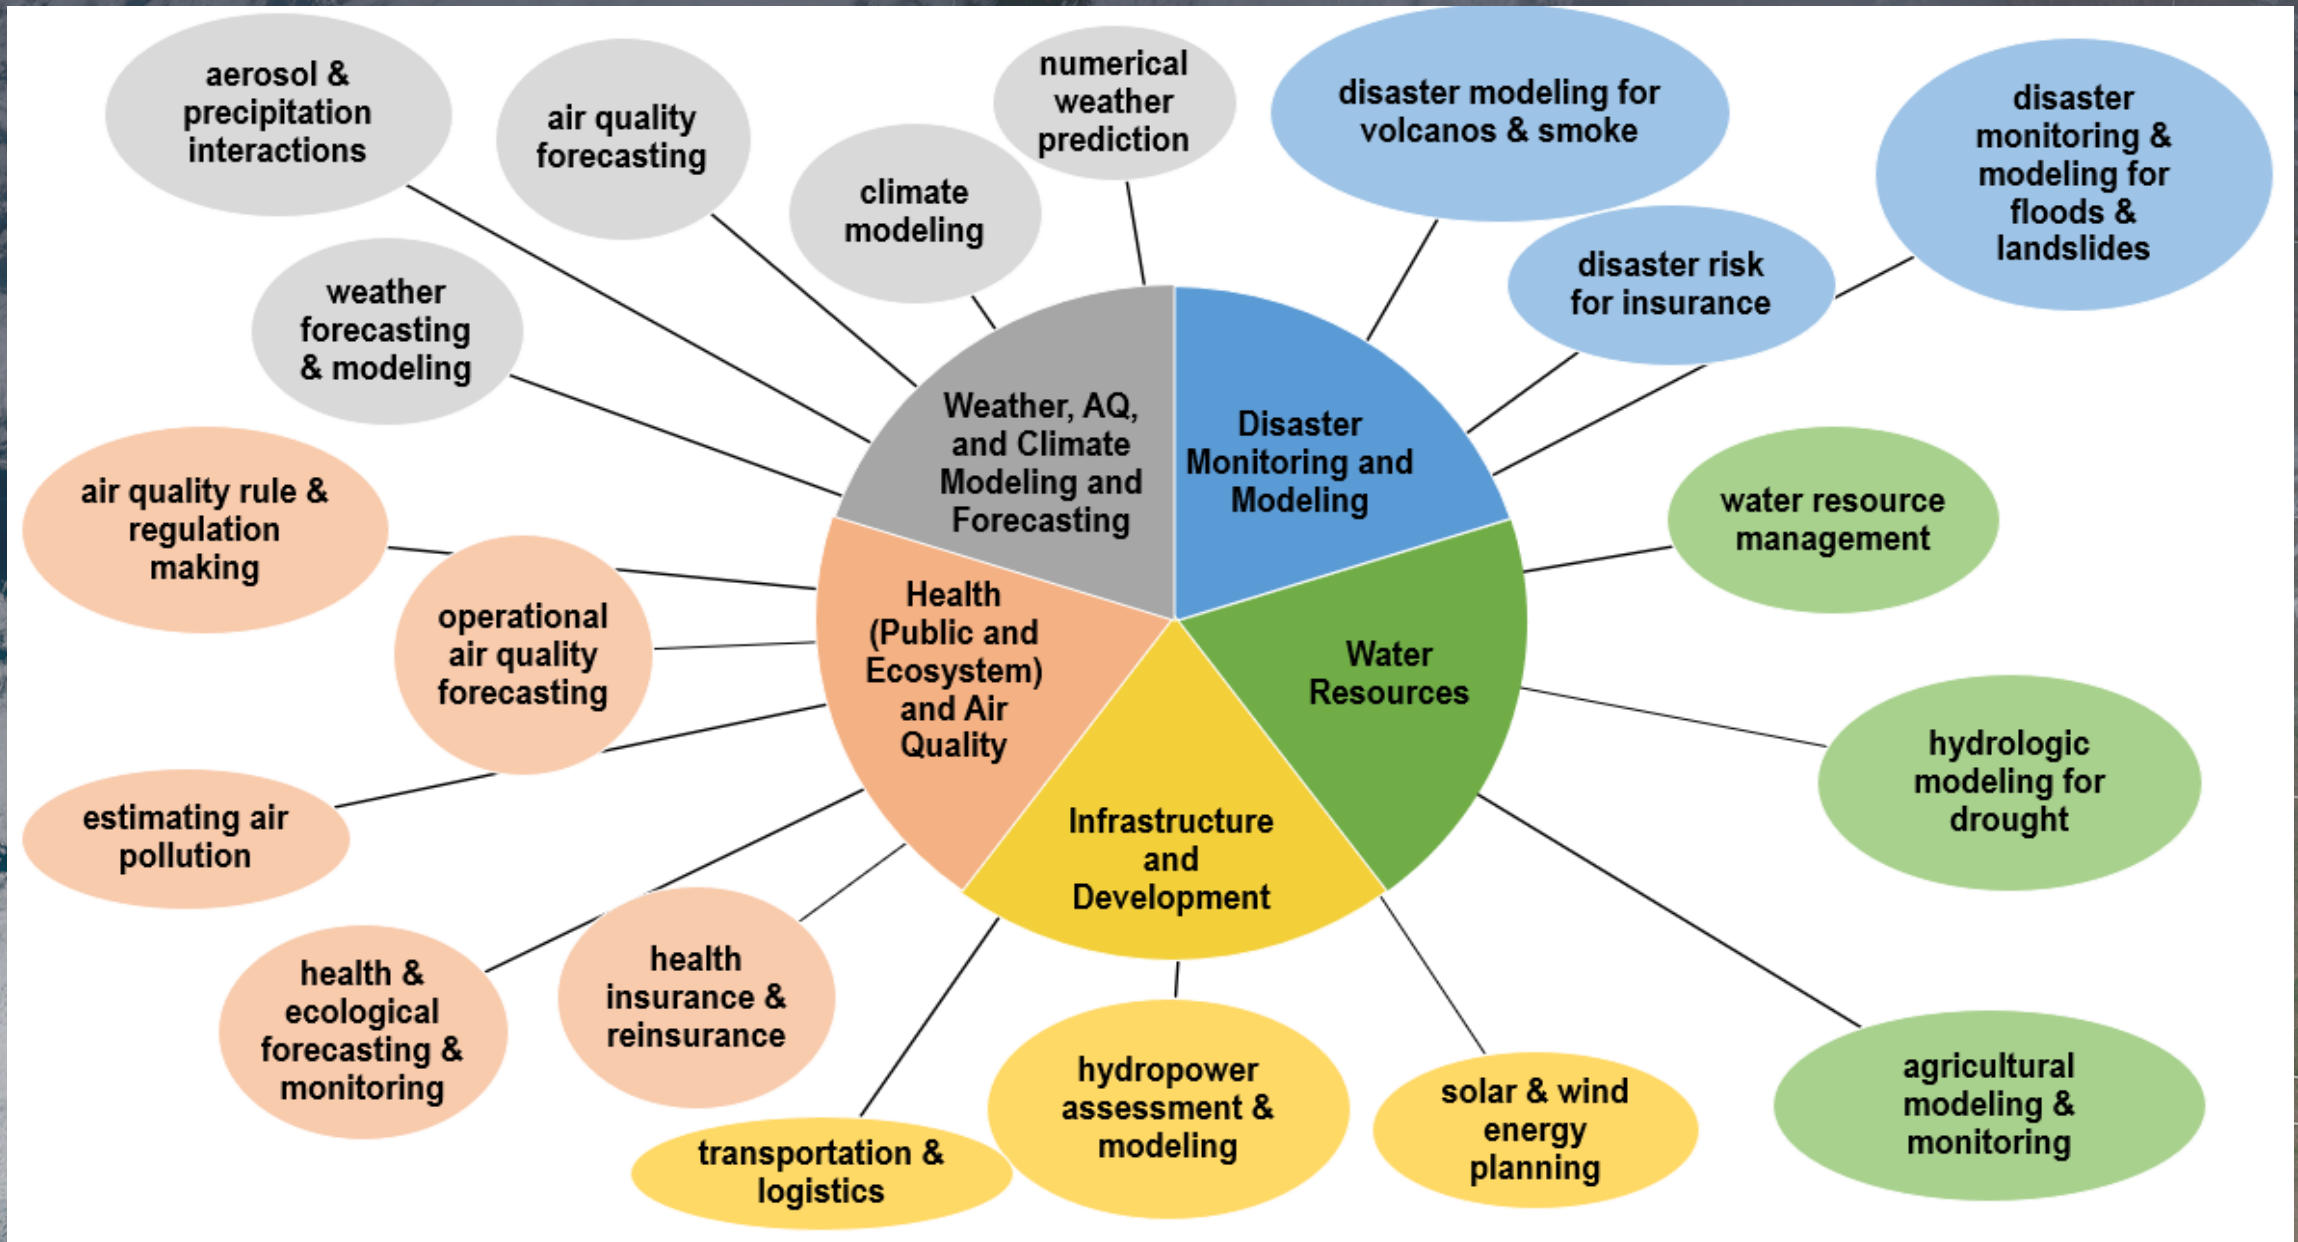 aerosol &
precipitation
interactions
air quality
forecasting
climate
modeling
numerical
weather
prediction
disaster modeling for
volcanos & smoke
disaster
monitoring &
modeling for
floods &
landslides
disaster risk
for insurance
weather
forecasting
& modeling
Weather, AQ,
and Climate
Modeling and
Forecasting
Disaster
Monitoring and
Modeling
air quality rule &
regulation
making
water resource
management
operational
air quality
forecasting
Health
(Public and
Ecosystem)
and Air
Quality
Water
Resources
hydrologic
modeling for
drought
estimating air
pollution
Infrastructure
and
Development
health &
ecological
forecasting &
monitoring
health
insurance &
reinsurance
transportation &
logistics
hydropower
assessment &
modeling
solar & wind
energy
planning
agricultural
modeling &
monitoring